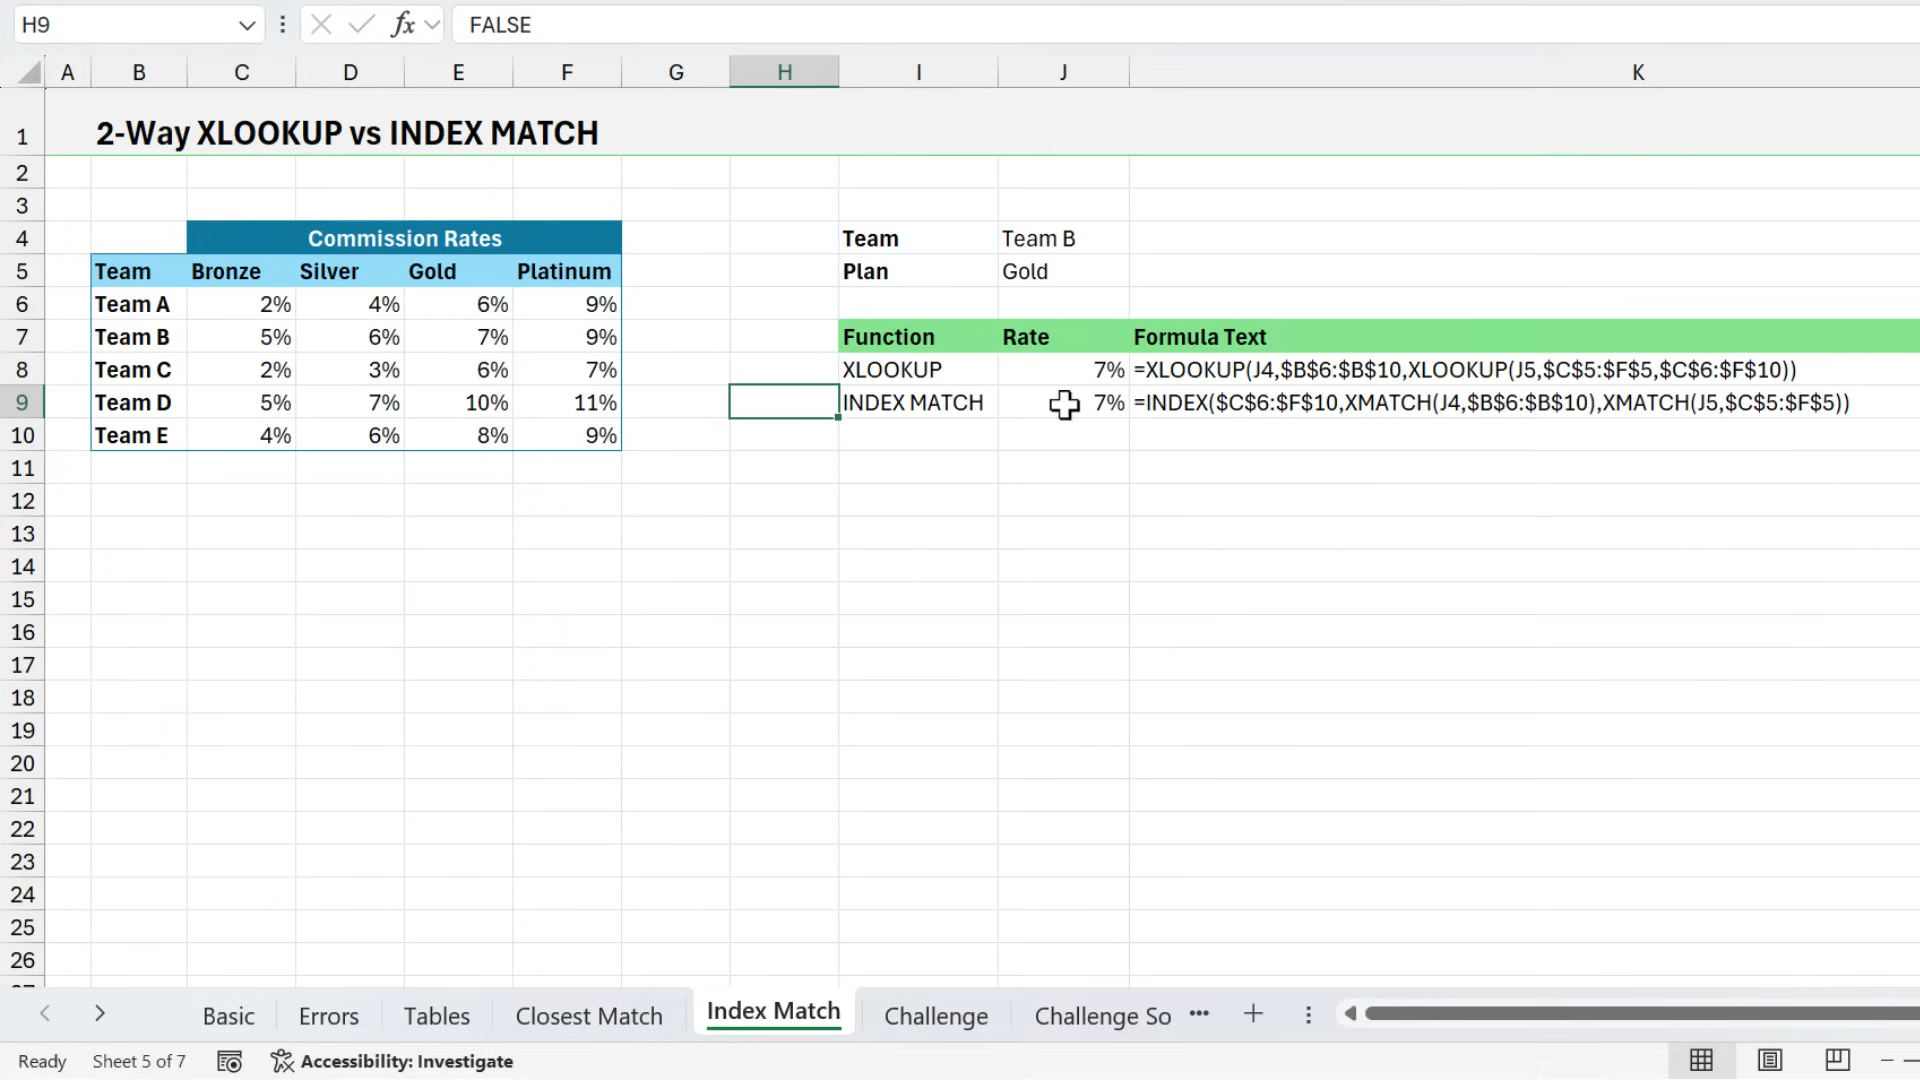 H9 fx FALSE
A B C D E F G H I J K
1 2-Way XLOOKUP vs INDEX MATCH
2
3
4 Commission Rates Team Team B
5 Team Bronze Silver Gold Platinum Plan Gold
6 Team A 2% 4% 6% 9%
7 Team B 5% 6% 7% 9% Function Rate Formula Text
8 Team C 2% 3% 6% 7% XLOOKUP 7% =XLOOKUP(J4,$B$6:$B$10,XLOOKUP(J5,$C$5:$F$5,$C$6:$F$10))
9 Team D 5% 7% 10% 11% INDEX MATCH 7% =INDEX($C$6:$F$10,XMATCH(J4,$B$6:$B$10),XMATCH(J5,$C$5:$F$5))
10 Team E 4% 6% 8% 9%
11
12
13
14
15
16
17
18
19
20
21
22
23
24
25
26
Basic Errors Tables Closest Match Index Match Challenge Challenge So ...
Ready Sheet 5 of 7 Accessibility: Investigate